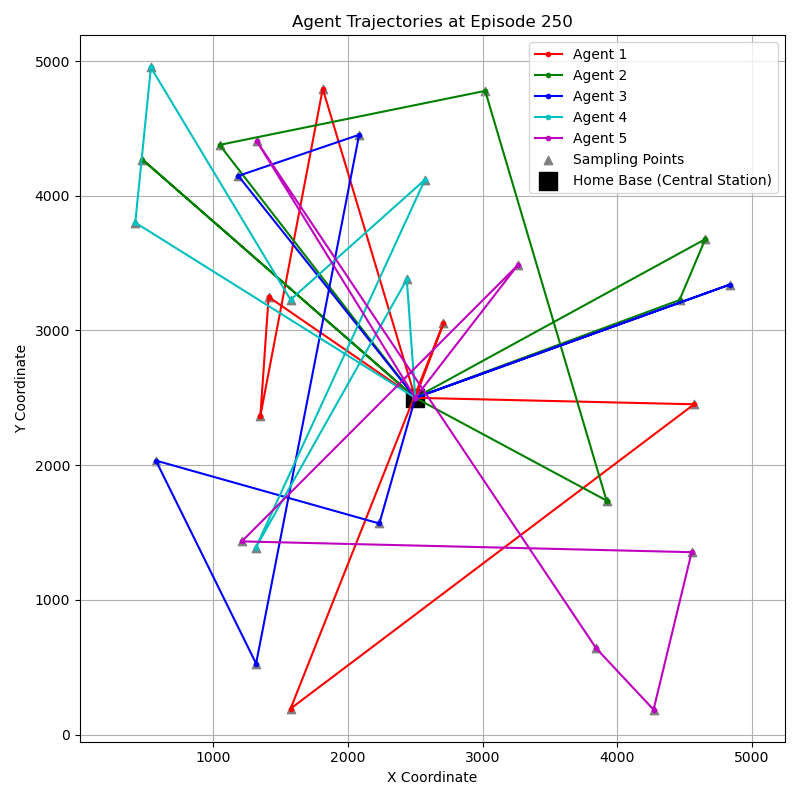 Agent Trajectories at Episode 250
Agent 1
Agent 2
Agent 3
Agent 4
Agent 5
Sampling Points
Home Base (Central Station)
5000
4000
3000
2000
1000
0
Y Coordinate
1000 2000 3000 4000 5000
X Coordinate